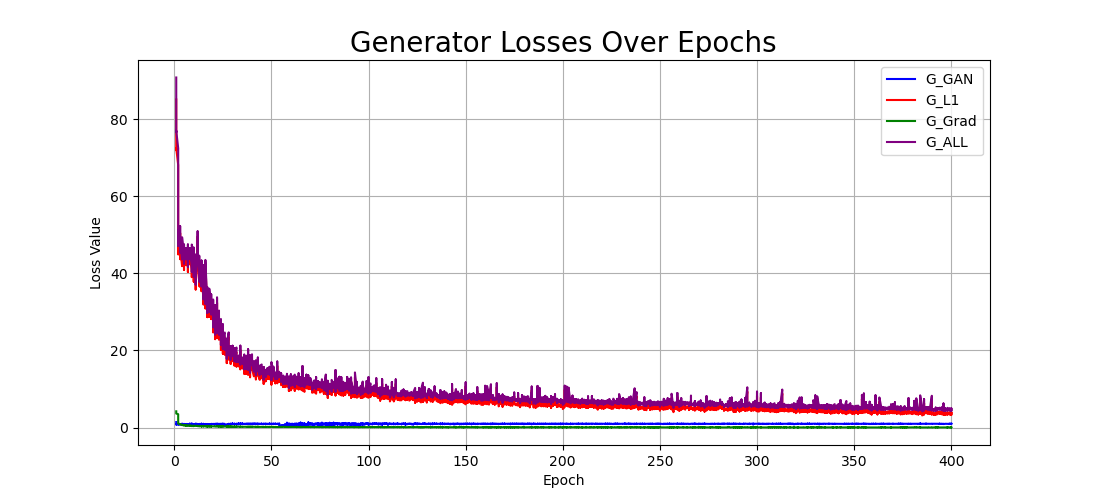 Generator Losses Over Epochs
G_GAN
G_L1
G_Grad
G_ALL
80
60
40
20
0
Loss Value
0 50 100 150 200 250 300 350 400
Epoch